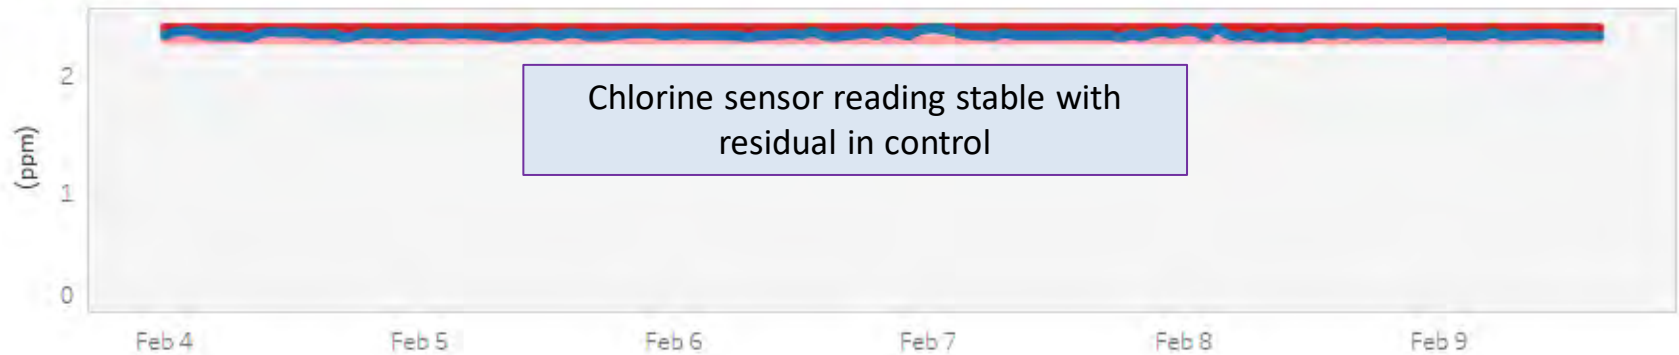 Chlorine sensor reading stable with
residual in control
(ppm)
2
1
0
Feb 4
Feb 5
Feb 6
Feb 7
Feb 8
Feb 9